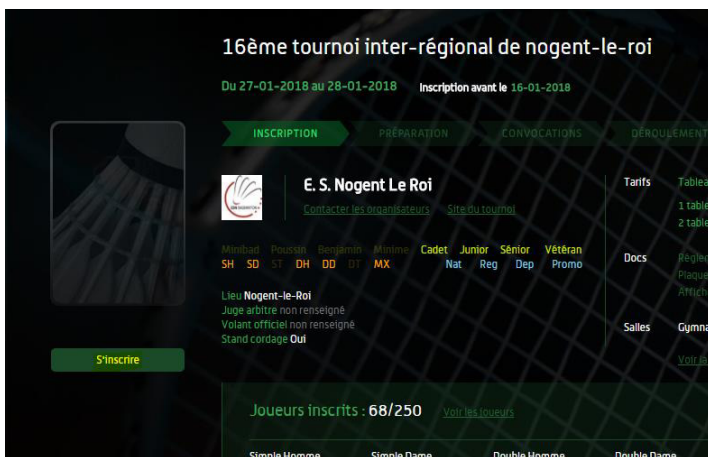 16ème tournoi inter-régional de nogent-le-roi
Du 27-01-2018 au 28-01-2018 Inscription avant le 16-01-2018
INSCRIPTION PRÉPARATION CONVOCATIONS DÉROULEMENT
E. S. Nogent Le Roi
Contacter les organisateurs Site du tournoi
Minibad Poussin Benjamin Minime Cadet Junior Sénior Vétéran
SH SD ST DH DD DT MX Nat Reg Dep Promo
Lieu Nogent-le-Roi
Juge arbitre non renseigné
Volant officiel non renseigné
Stand cordage Oui
Tarifs
1 table
2 table
Docs
Plaque
Salles
S'inscrire
Joueurs inscrits : 68/250 Voir les joueurs
Simple Homme Simple Dame Double Homme Double Dame